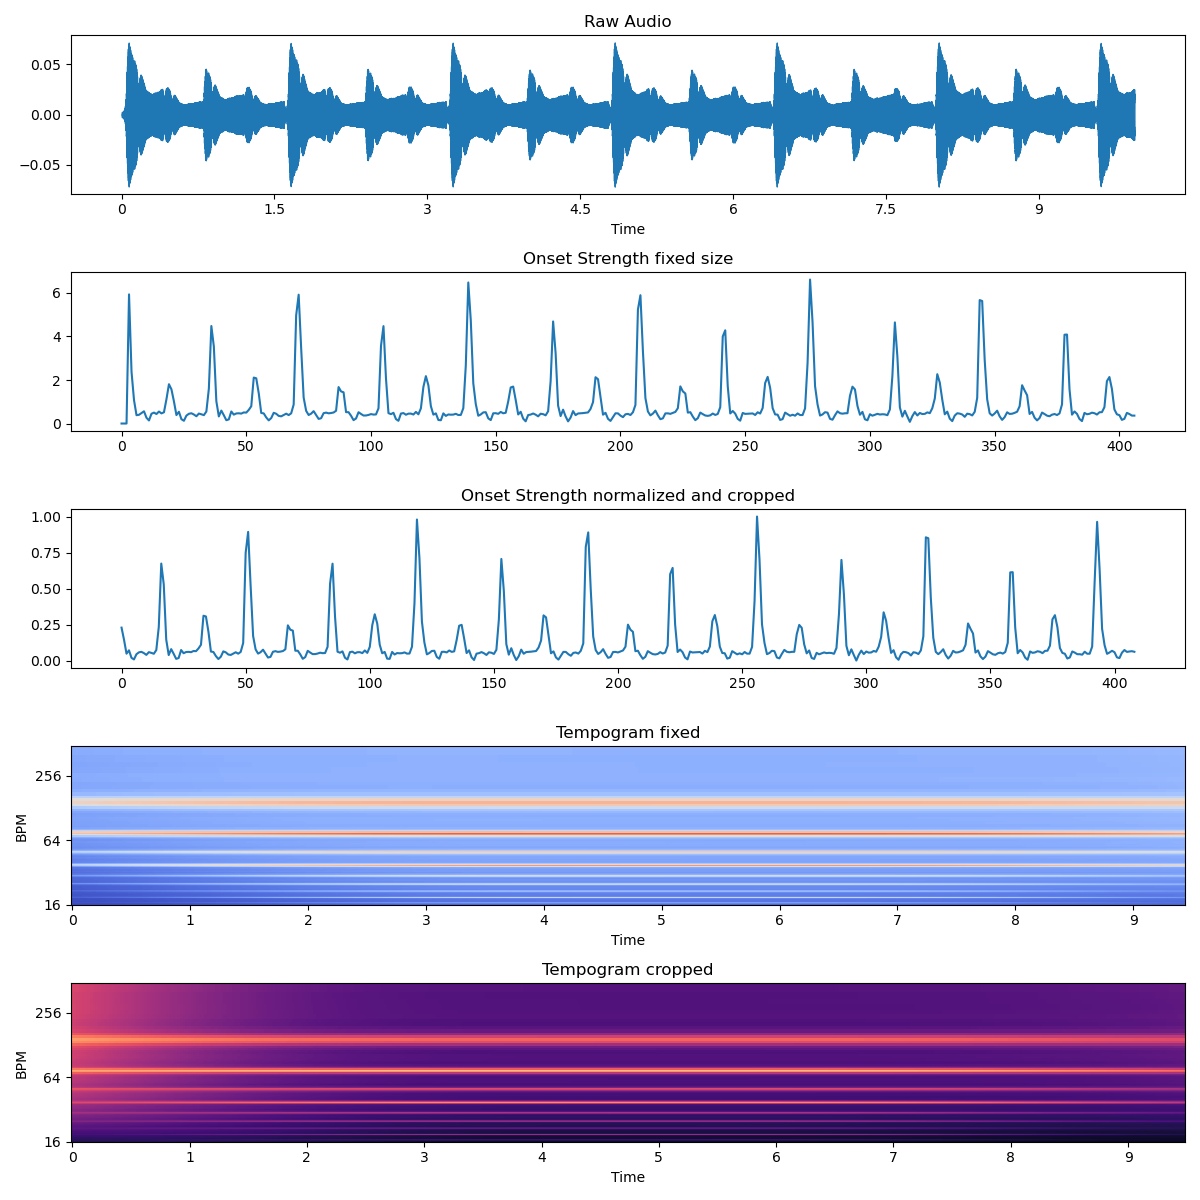 Raw Audio
0.05
0.00
−0.05
0 1.5 3 4.5 6 7.5 9
Time
Onset Strength fixed size
6
4
2
0
0 50 100 150 200 250 300 350 400
Onset Strength normalized and cropped
1.00
0.75
0.50
0.25
0.00
0 50 100 150 200 250 300 350 400
Tempogram fixed
256
64
16
BPM
0 1 2 3 4 5 6 7 8 9
Time
Tempogram cropped
256
64
16
BPM
0 1 2 3 4 5 6 7 8 9
Time